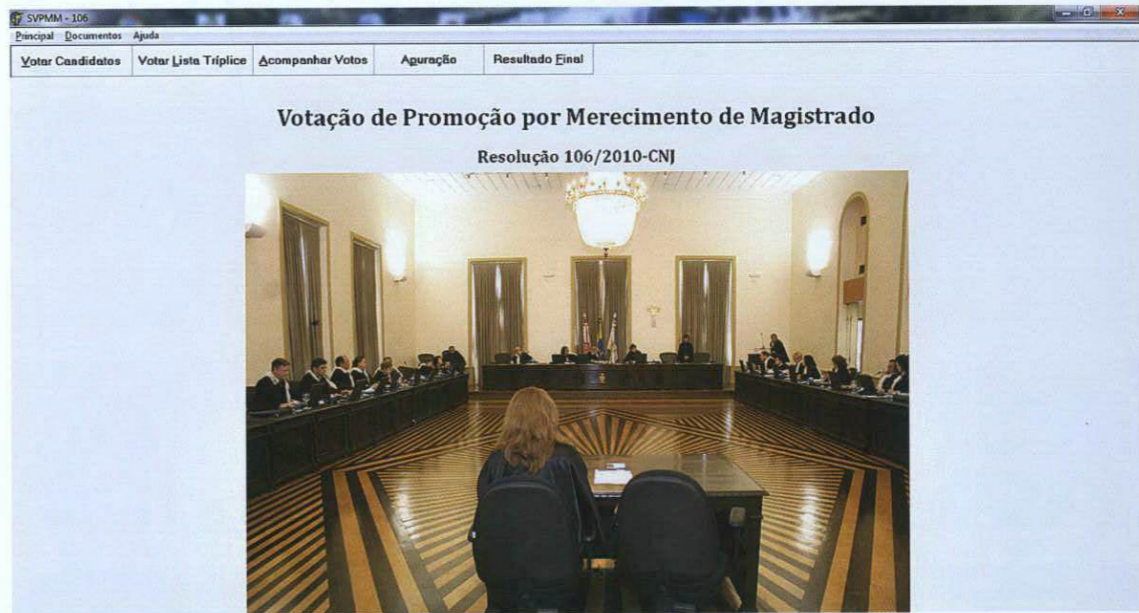 SVPMM - 106
Principal Documentos Ajuda
Votar Candidatos Votar Lista Tríplice Acompanhar Votos Apuração Resultado Final
Votação de Promoção por Merecimento de Magistrado
Resolução 106/2010-CNJ